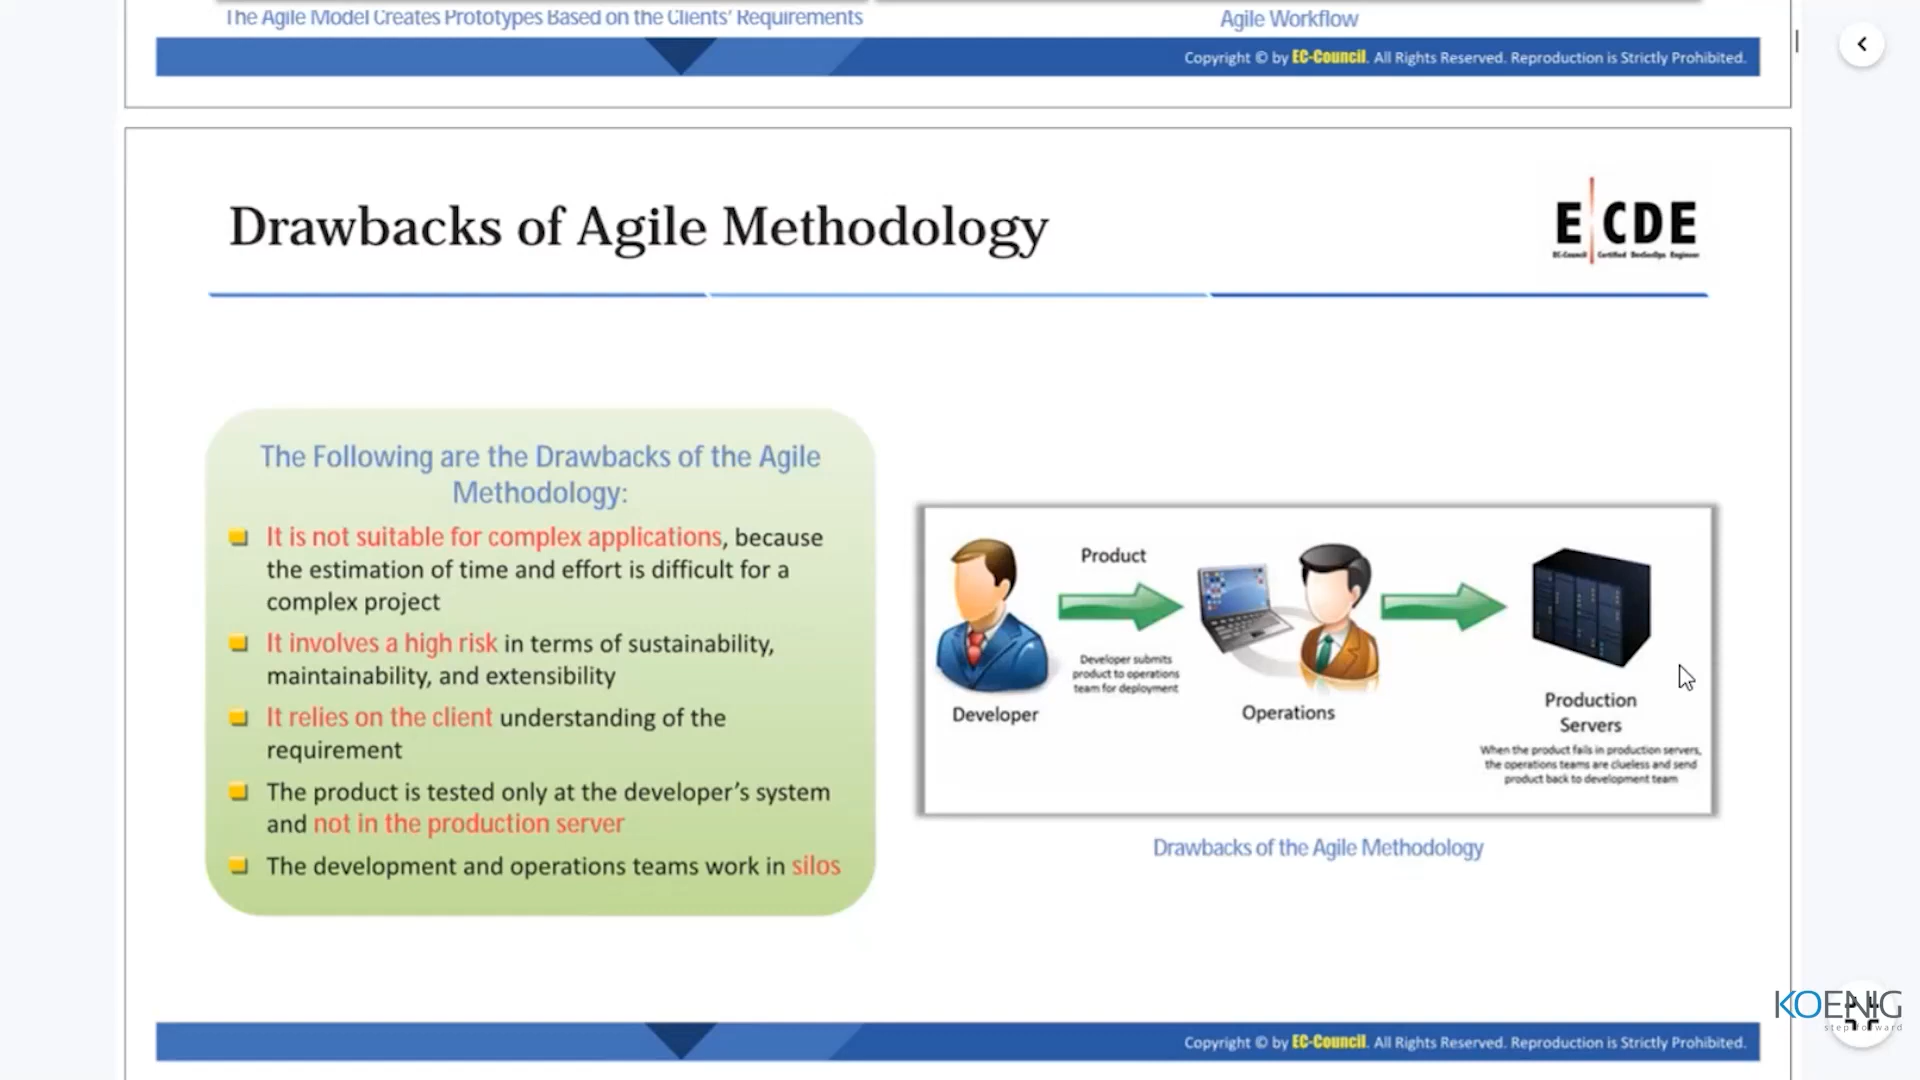 The Agile Model Creates Prototypes Based on the Clients' Requirements
Agile Workflow
Copyright © by EC-Council. All Rights Reserved. Reproduction is Strictly Prohibited.
Drawbacks of Agile Methodology
E|CDE
EC-Council Certified DevSecOps Engineer
The Following are the Drawbacks of the Agile
Methodology:
It is not suitable for complex applications, because
the estimation of time and effort is difficult for a
complex project
It involves a high risk in terms of sustainability,
maintainability, and extensibility
It relies on the client understanding of the
requirement
The product is tested only at the developer's system
and not in the production server
The development and operations teams work in silos
Product
Developer submits
product to operations
team for deployment
Developer
Operations
Production
Servers
When the product fails in production servers,
the operations teams are clueless and send
product back to development team
Drawbacks of the Agile Methodology
KOENIG
step forward
Copyright © by EC-Council. All Rights Reserved. Reproduction is Strictly Prohibited.